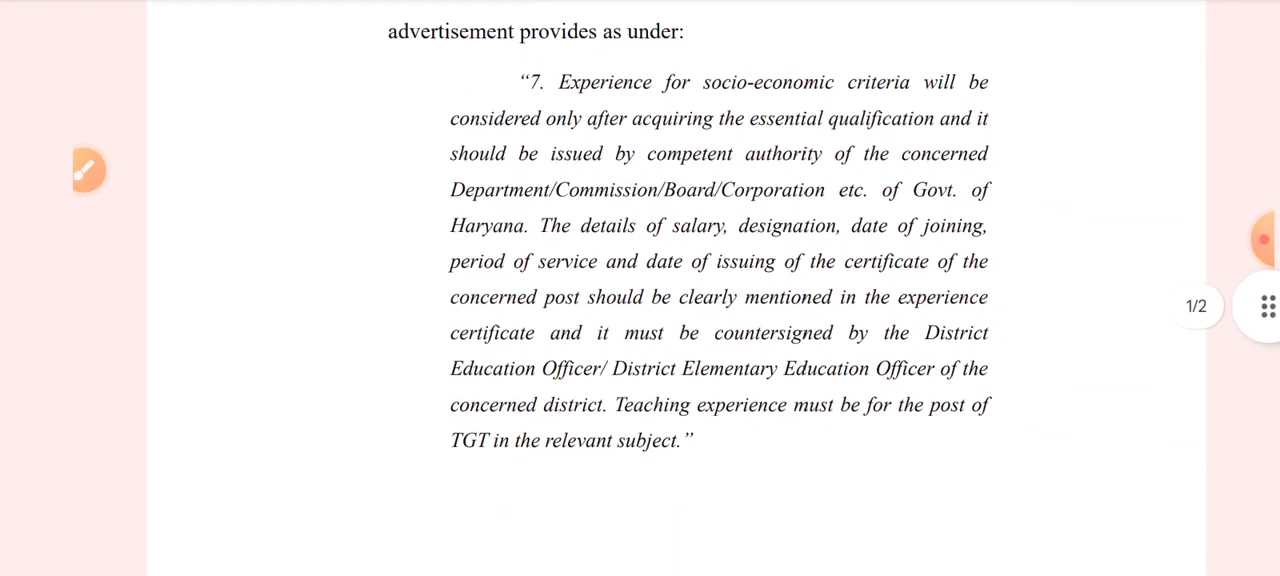 advertisement provides as under:
“7. Experience for socio-economic criteria will be
considered only after acquiring the essential qualification and it
should be issued by competent authority of the concerned
Department/Commission/Board/Corporation etc. of Govt. of
Haryana. The details of salary, designation, date of joining,
period of service and date of issuing of the certificate of the
concerned post should be clearly mentioned in the experience
certificate and it must be countersigned by the District
Education Officer/ District Elementary Education Officer of the
concerned district. Teaching experience must be for the post of
TGT in the relevant subject.”
1/2